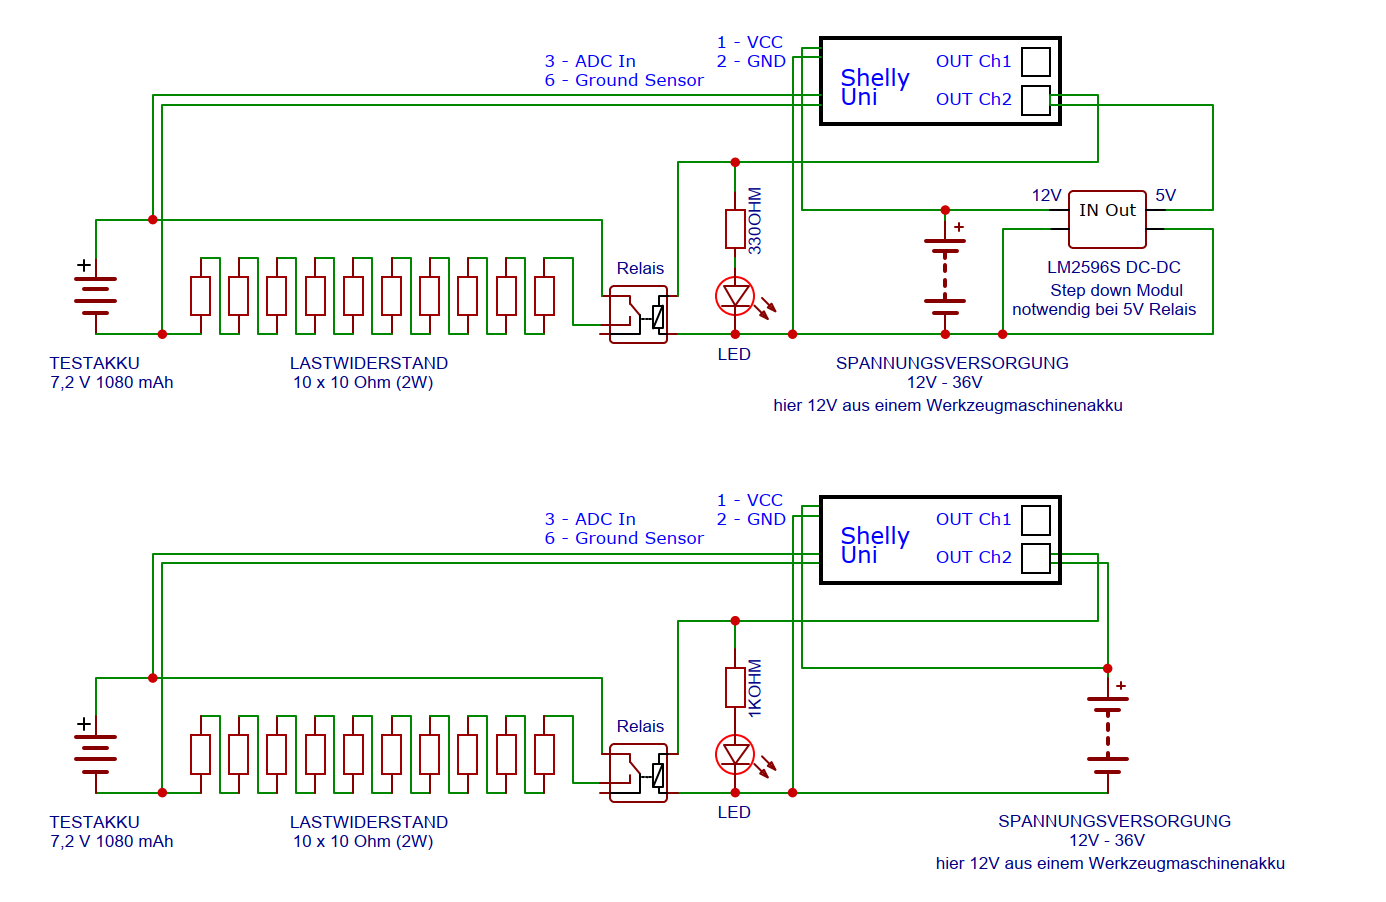 1 - VCC
3 - ADC In
2 - GND
6 - Ground Sensor
Shelly
Uni
OUT Ch1
OUT Ch2
330OHM
12V
5V
IN Out
Relais
LM2596S DC-DC
Step down Modul
notwendig bei 5V Relais
+
+
LED
TESTAKKU
7,2 V 1080 mAh
LASTWIDERSTAND
10 x 10 Ohm (2W)
SPANNUNGSVERSORGUNG
12V - 36V
hier 12V aus einem Werkzeugmaschinenakku
1 - VCC
3 - ADC In
2 - GND
6 - Ground Sensor
Shelly
Uni
OUT Ch1
OUT Ch2
1KOHM
Relais
+
+
LED
TESTAKKU
7,2 V 1080 mAh
LASTWIDERSTAND
10 x 10 Ohm (2W)
SPANNUNGSVERSORGUNG
12V - 36V
hier 12V aus einem Werkzeugmaschinenakku